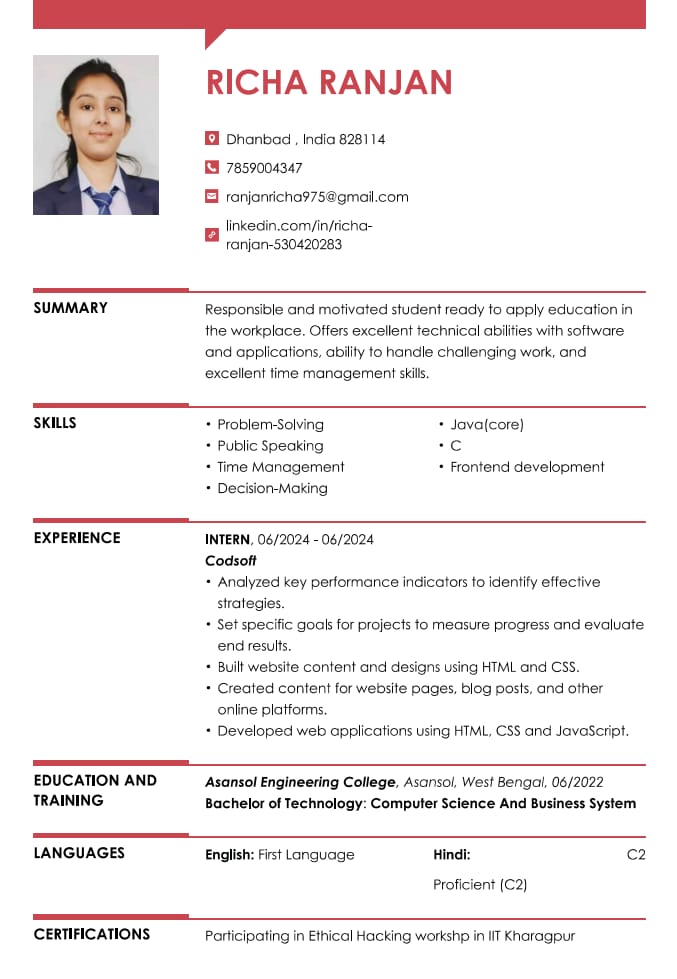 RICHA RANJAN
Dhanbad , India 828114
7859004347
ranjanricha975@gmail.com
linkedin.com/in/richa-
ranjan-530420283
SUMMARY
Responsible and motivated student ready to apply education in
the workplace. Offers excellent technical abilities with software
and applications, ability to handle challenging work, and
excellent time management skills.
SKILLS
• Problem-Solving
• Public Speaking
• Time Management
• Decision-Making
• Java(core)
• C
• Frontend development
EXPERIENCE
INTERN, 06/2024 - 06/2024
Codsoft
• Analyzed key performance indicators to identify effective
strategies.
• Set specific goals for projects to measure progress and evaluate
end results.
• Built website content and designs using HTML and CSS.
• Created content for website pages, blog posts, and other
online platforms.
• Developed web applications using HTML, CSS and JavaScript.
EDUCATION AND
TRAINING
Asansol Engineering College, Asansol, West Bengal, 06/2022
Bachelor of Technology: Computer Science And Business System
LANGUAGES
English: First Language
Hindi: C2
Proficient (C2)
CERTIFICATIONS
Participating in Ethical Hacking workshp in IIT Kharagpur